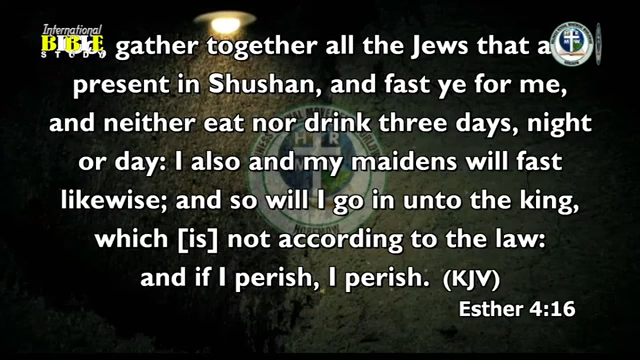 International
BIBLE
STUDY
gather together all the Jews that
present in Shushan, and fast ye for me,
and neither eat nor drink three days, night
or day: I also and my maidens will fast
likewise; and so will I go in unto the king,
which [is] not according to the law:
and if I perish, I perish. (KJV)
Esther 4:16